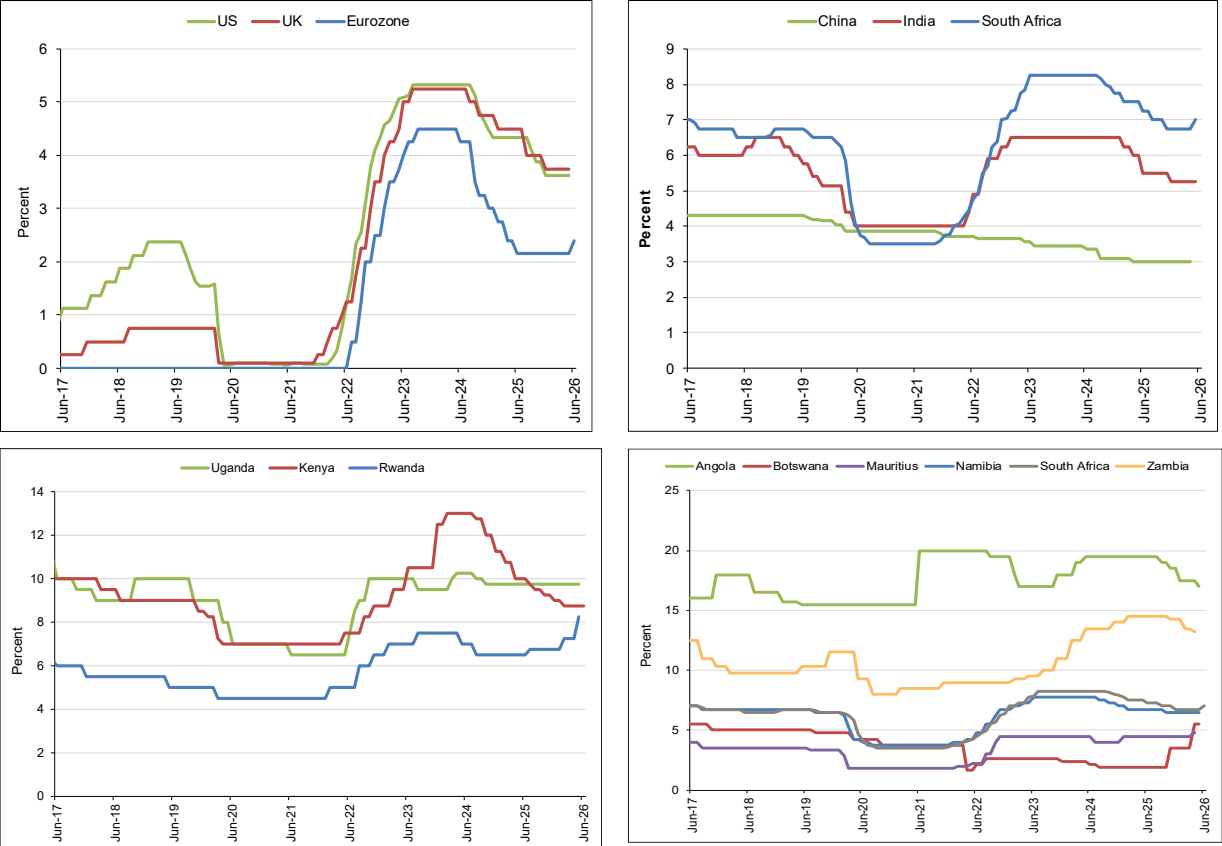 US UK Eurozone
6
5
4
3
2
1
0
Percent
Jun-17 Jun-18 Jun-19 Jun-20 Jun-21 Jun-22 Jun-23 Jun-24 Jun-25 Jun-26
China India South Africa
9
8
7
6
5
4
3
2
1
0
Percent
Jun-17 Jun-18 Jun-19 Jun-20 Jun-21 Jun-22 Jun-23 Jun-24 Jun-25 Jun-26
Uganda Kenya Rwanda
14
12
10
8
6
4
2
0
Percent
Jun-17 Jun-18 Jun-19 Jun-20 Jun-21 Jun-22 Jun-23 Jun-24 Jun-25 Jun-26
Angola Botswana Mauritius Namibia South Africa Zambia
25
20
15
10
5
0
Percent
Jun-17 Jun-18 Jun-19 Jun-20 Jun-21 Jun-22 Jun-23 Jun-24 Jun-25 Jun-26